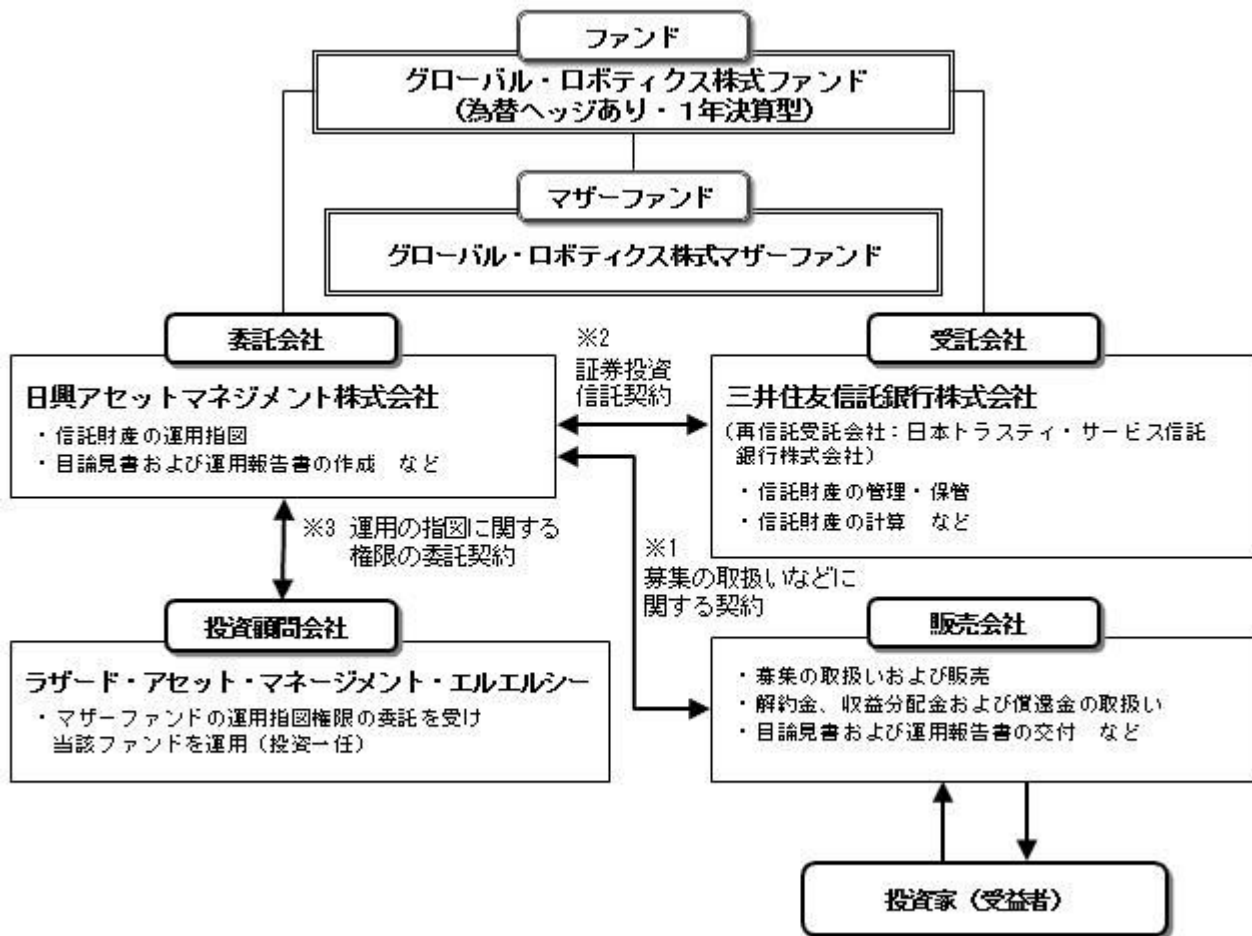 ファンド
グローバル・ロボティクス株式ファンド
(為替ヘッジあり・1年決算型)
マザーファンド
グローバル・ロボティクス株式マザーファンド
委託会社
日興アセットマネジメント株式会社
・信託財産の運用指図
・目論見書および運用報告書の作成 など
※2
証券投資
信託契約
受託会社
三井住友信託銀行株式会社
(再信託受託会社:日本トラスティ・サービス信託
銀行株式会社)
・信託財産の管理・保管
・信託財産の計算 など
※3 運用の指図に関する
権限の委託契約
※1
募集の取扱いなどに
関する契約
投資顧問会社
ラザード・アセット・マネージメント・エルエルシー
・マザーファンドの運用指図権限の委託を受け
当該ファンドを運用(投資一任)
販売会社
・募集の取扱いおよび販売
・解約金、収益分配金および償還金の取扱い
・目論見書および運用報告書の交付 など
投資家(受益者)